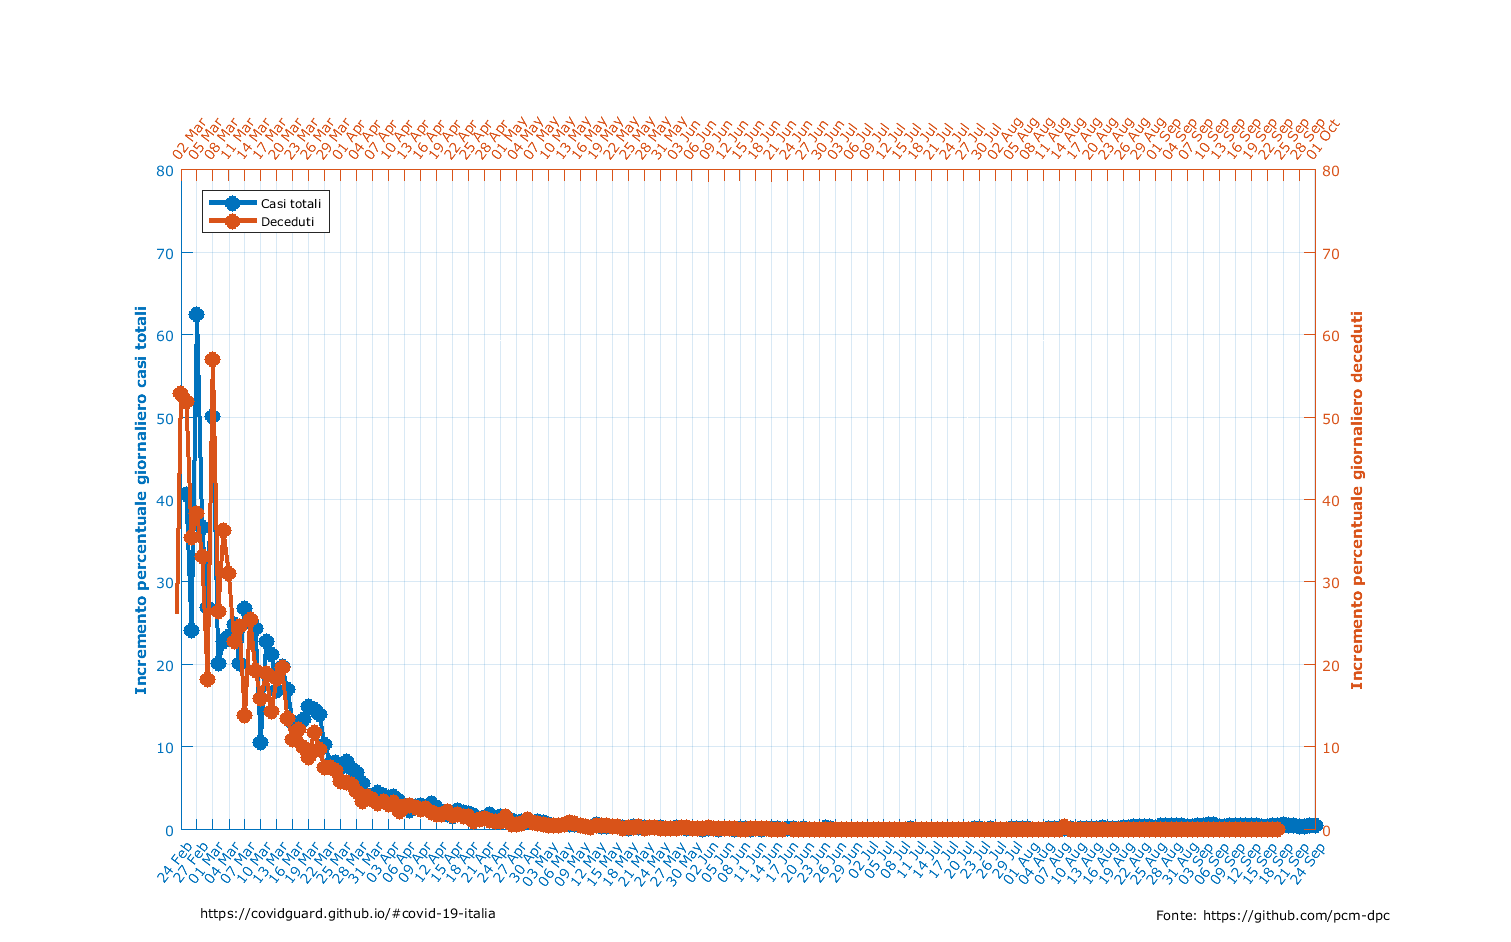 02 Mar 05 Mar 08 Mar 11 Mar 14 Mar 17 Mar 20 Mar 23 Mar 26 Mar 29 Mar 01 Apr 04 Apr 07 Apr 10 Apr 13 Apr 16 Apr 19 Apr 22 Apr 25 Apr 28 Apr 01 May 04 May 07 May 10 May 13 May 16 May 19 May 22 May 25 May 28 May 31 May 03 Jun 06 Jun 09 Jun 12 Jun 15 Jun 18 Jun 21 Jun 24 Jun 27 Jun 30 Jun 03 Jul 06 Jul 09 Jul 12 Jul 15 Jul 18 Jul 21 Jul 24 Jul 27 Jul 30 Jul 02 Aug 05 Aug 08 Aug 11 Aug 14 Aug 17 Aug 20 Aug 23 Aug 26 Aug 29 Aug 01 Sep 04 Sep 07 Sep 10 Sep 13 Sep 16 Sep 19 Sep 22 Sep 25 Sep 28 Sep 01 Oct
Casi totali
Deceduti
Incremento percentuale giornaliero casi totali
80
70
60
50
40
30
20
10
0
80
70
60
50
40
30
20
10
0
Incremento percentuale giornaliero deceduti
24 Feb 27 Feb 01 Mar 04 Mar 07 Mar 10 Mar 13 Mar 16 Mar 19 Mar 22 Mar 25 Mar 28 Mar 31 Mar 03 Apr 06 Apr 09 Apr 12 Apr 15 Apr 18 Apr 21 Apr 24 Apr 27 Apr 30 Apr 03 May 06 May 09 May 12 May 15 May 18 May 21 May 24 May 27 May 30 May 02 Jun 05 Jun 08 Jun 11 Jun 14 Jun 17 Jun 20 Jun 23 Jun 26 Jun 29 Jun 02 Jul 05 Jul 08 Jul 11 Jul 14 Jul 17 Jul 20 Jul 23 Jul 26 Jul 29 Jul 01 Aug 04 Aug 07 Aug 10 Aug 13 Aug 16 Aug 19 Aug 22 Aug 25 Aug 28 Aug 31 Aug 03 Sep 06 Sep 09 Sep 12 Sep 15 Sep 18 Sep 21 Sep 24 Sep
https://covidguard.github.io/#covid-19-italia
Fonte: https://github.com/pcm-dpc